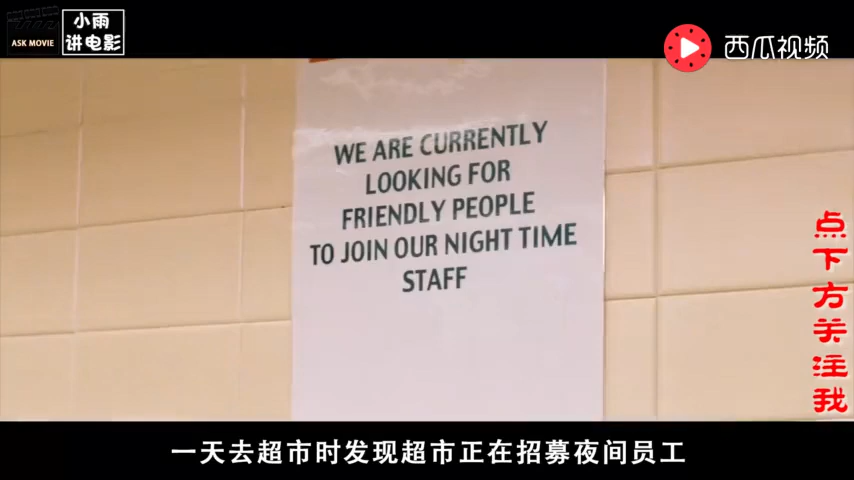 ASK MOVIE
小雨
讲电影
西瓜视频
WE ARE CURRENTLY
LOOKING FOR
FRIENDLY PEOPLE
TO JOIN OUR NIGHT TIME
STAFF
点下方关注我
一天去超市时发现超市正在招募夜间员工